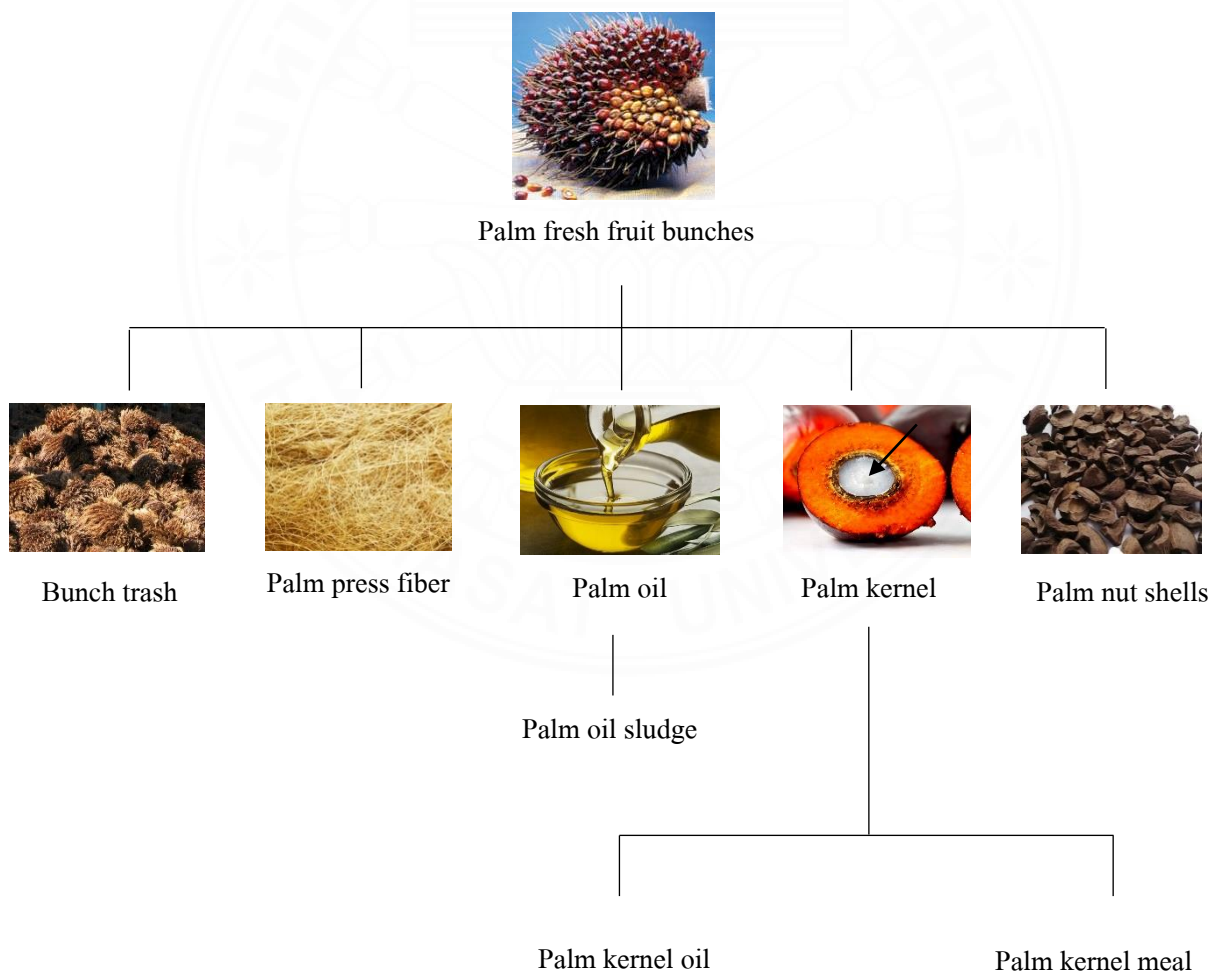 Palm fresh fruit bunches
Bunch trash
Palm press fiber
Palm oil
Palm kernel
Palm nut shells
Palm oil sludge
Palm kernel oil
Palm kernel meal